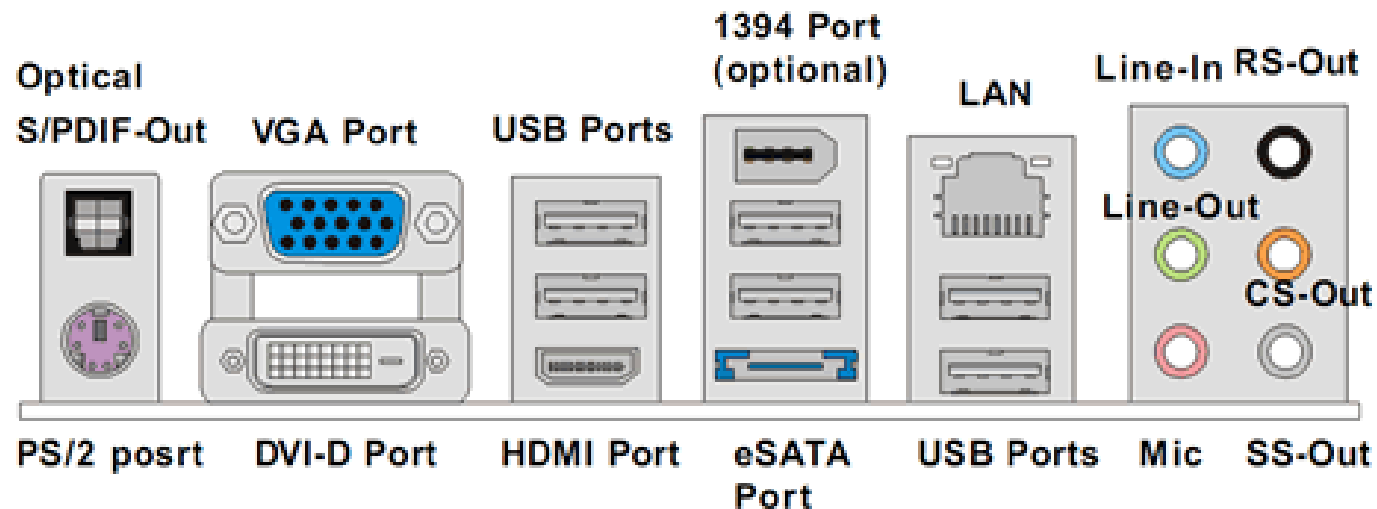 1394 Port
(optional)
Optical
S/PDIF-Out
VGA Port
USB Ports
LAN
Line-In
RS-Out
Line-Out
CS-Out
PS/2 posrt
DVI-D Port
HDMI Port
eSATA
Port
USB Ports
Mic
SS-Out